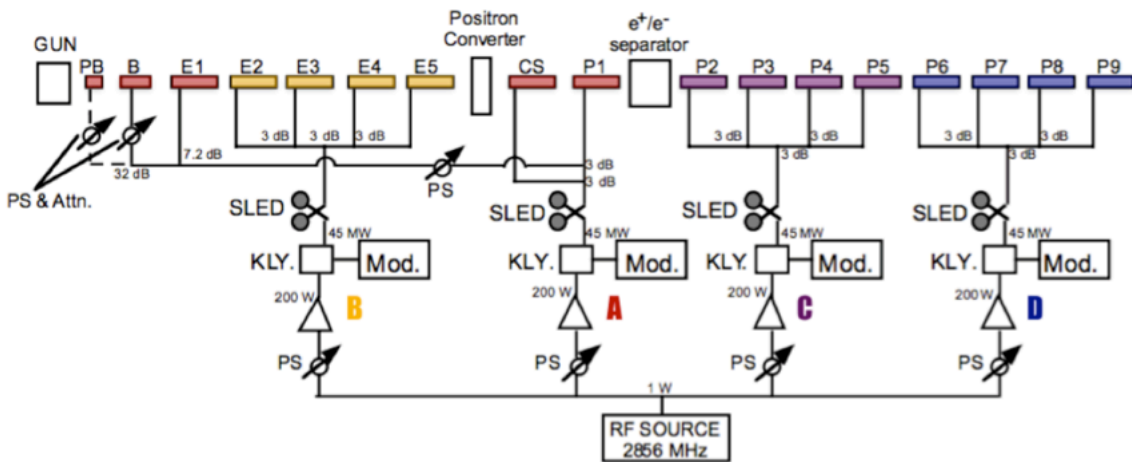 GUN
PB
B
E1
E2
E3
E4
E5
Positron
Converter
CS
P1
e+/e-
separator
P2
P3
P4
P5
P6
P7
P8
P9
3 dB
3 dB
3 dB
3 dB
3 dB
3 dB
3 dB
3 dB
3 dB
3 dB
3 dB
7.2 dB
32 dB
PS & Attn.
PS
SLED
SLED
SLED
SLED
45 MW
45 MW
45 MW
45 MW
KLY.
Mod.
KLY.
Mod.
KLY.
Mod.
KLY.
Mod.
200 W
B
200 W
A
200 W
C
200 W
D
PS
PS
PS
PS
1 W
RF SOURCE
2856 MHz